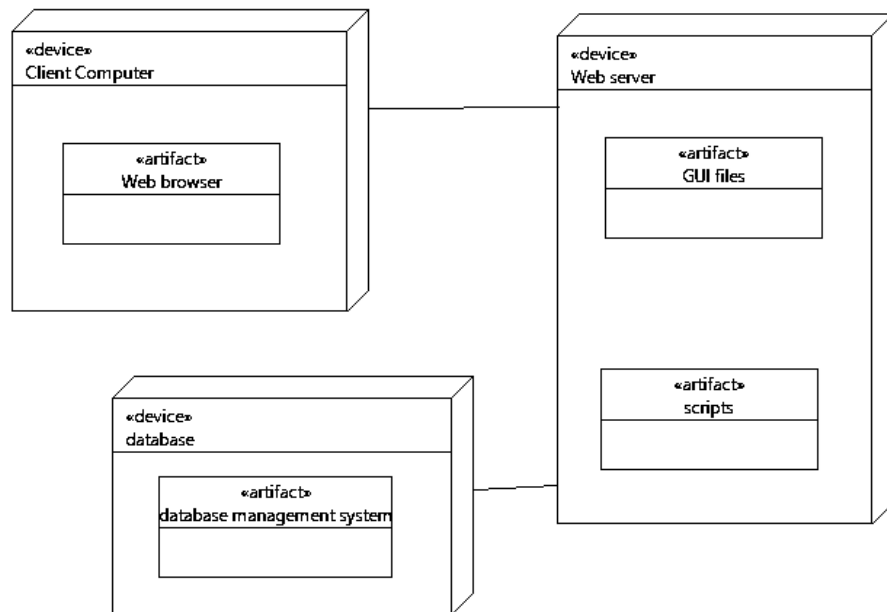 «device»
Client Computer
«artifact»
Web browser
«device»
Web server
«artifact»
GUI files
«artifact»
scripts
«device»
database
«artifact»
database management system